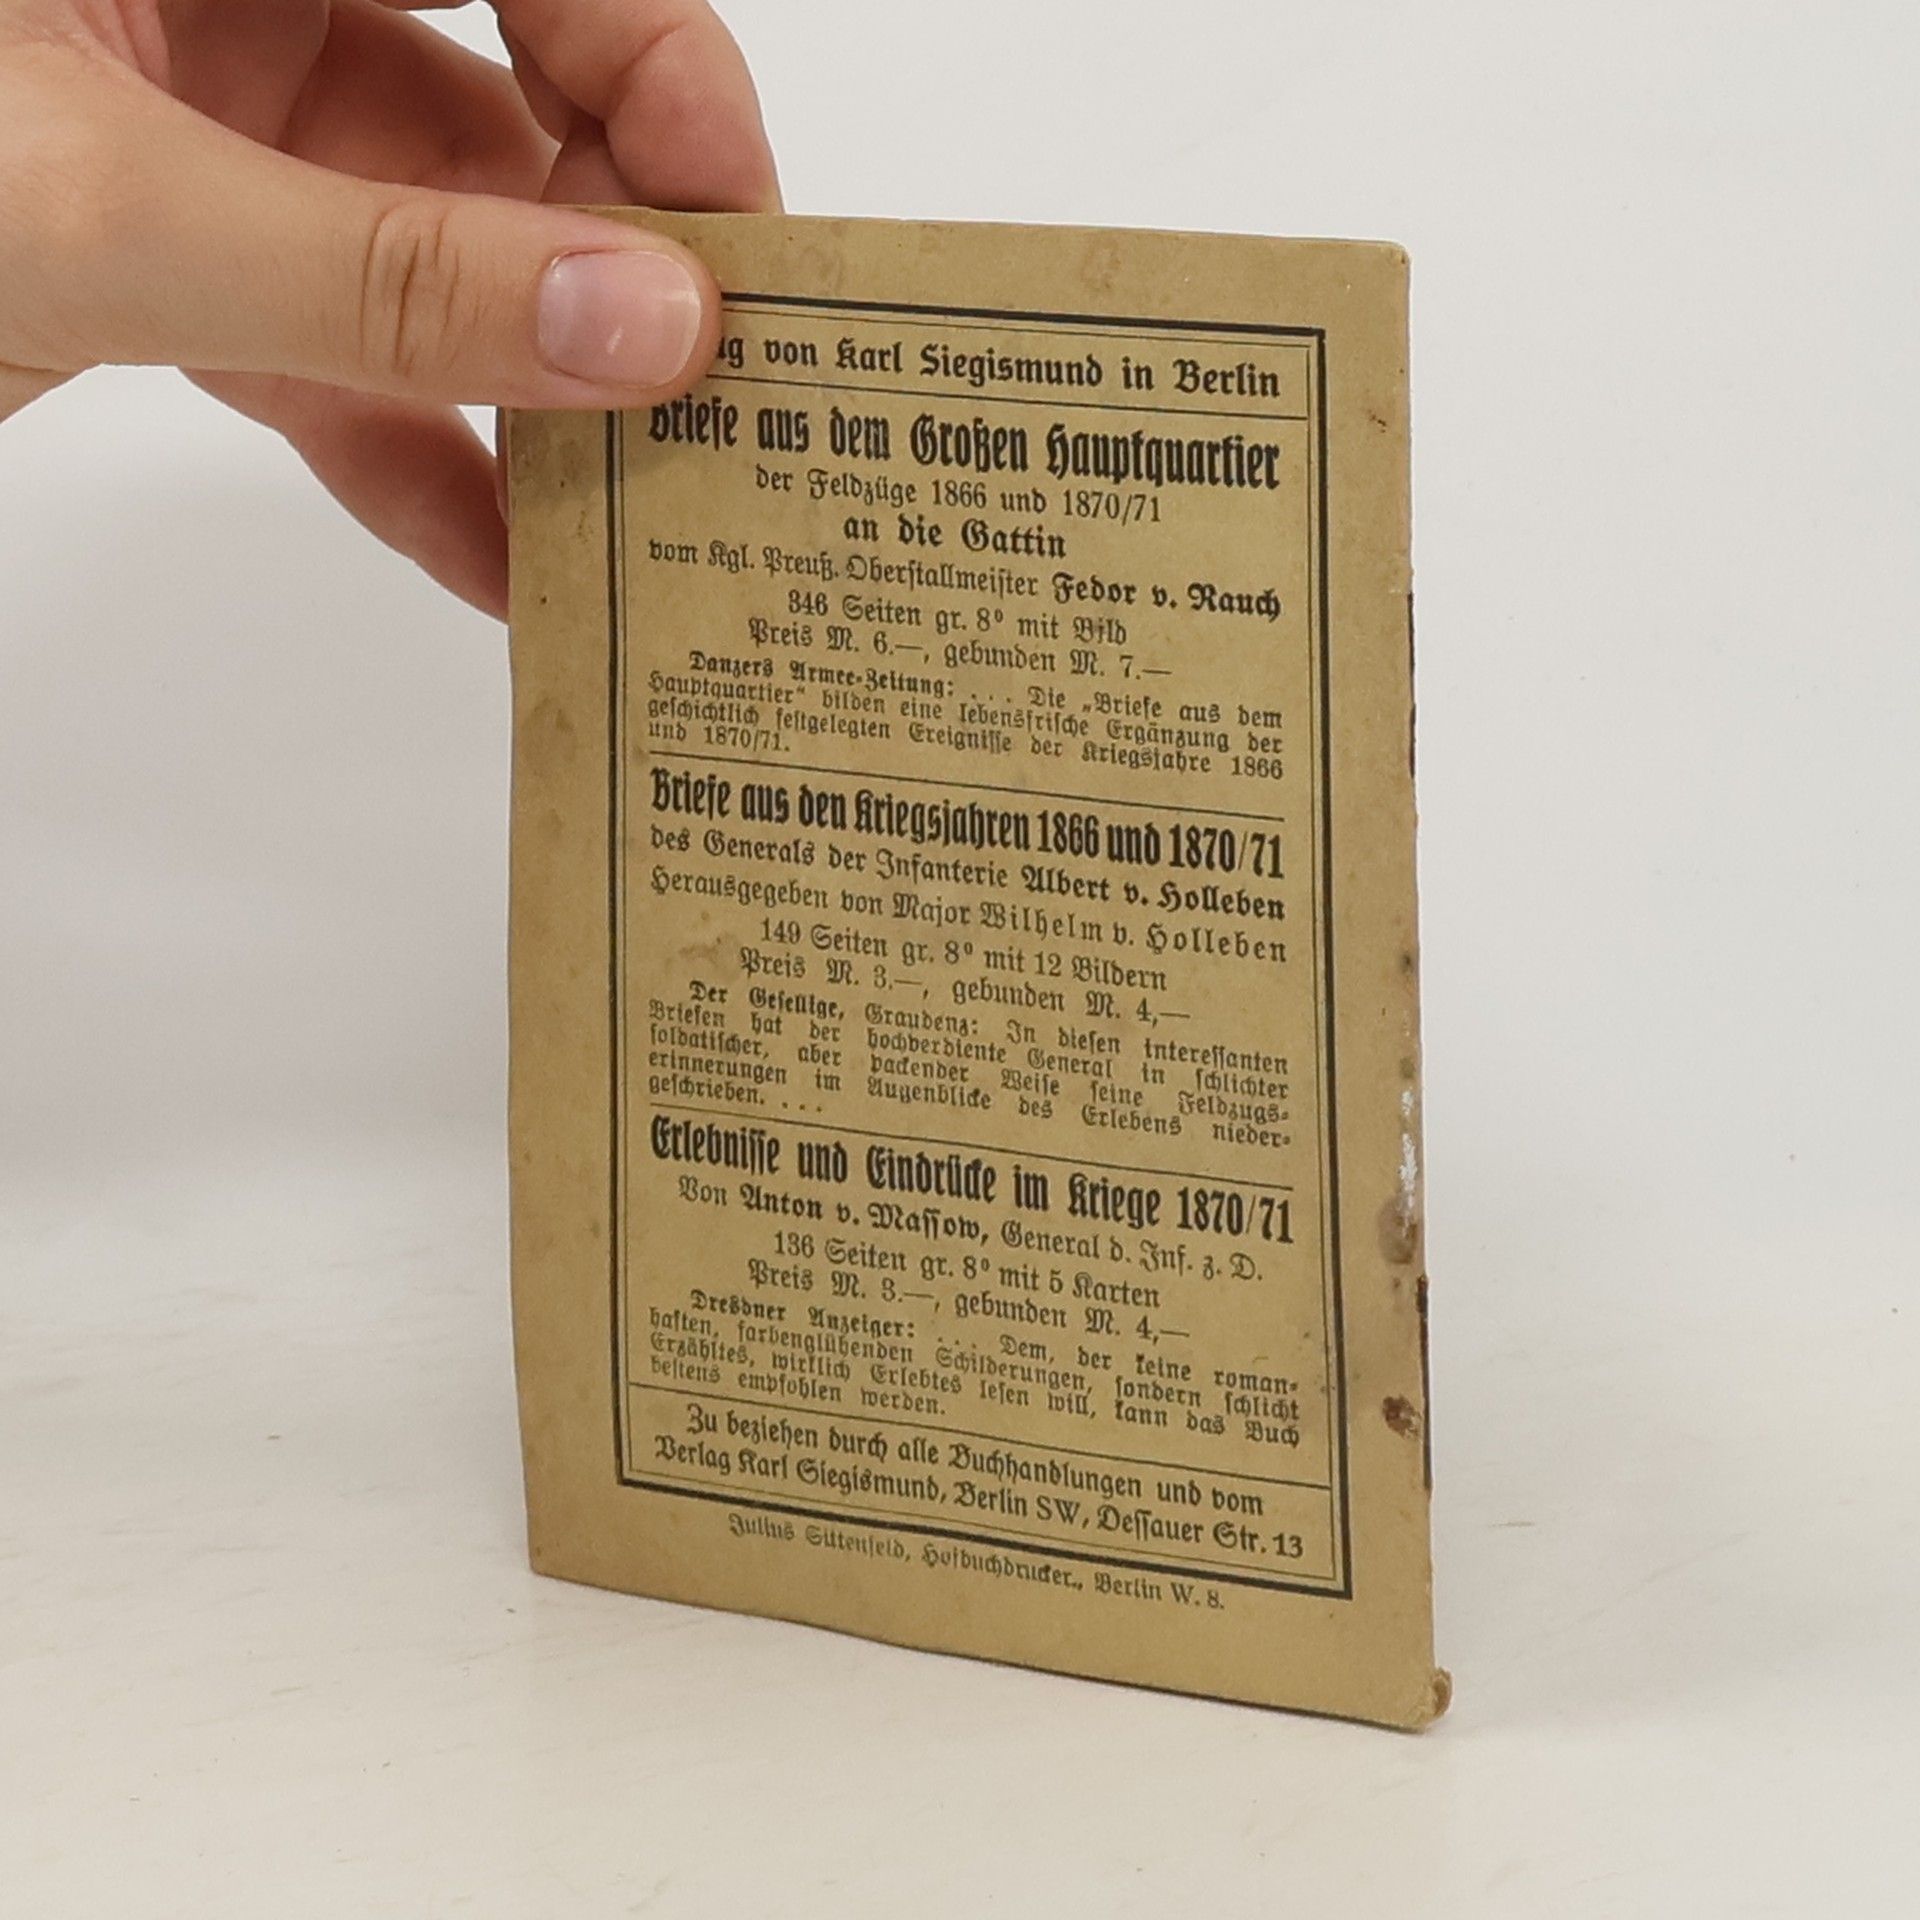 von Karl Siegismund in Berlin
Briefe aus dem Großen Hauptquartier
der Feldzüge 1866 und 1870/71
an die Gattin
vom Kgl. Preuß. Oberstallmeister Fedor v. Rauch
346 Seiten gr. 8° mit Bild
Preis M. 6.—, gebunden M. 7.—
Danzers Armee-Zeitung: . . . Die „Briefe aus dem
Hauptquartier“ bilden eine lebensfrische Ergänzung der
geschichtlich festgelegten Ereignisse der Kriegsjahre 1866
und 1870/71.
Briefe aus den Kriegsjahren 1866 und 1870/71
des Generals der Infanterie Albert v. Holleben
Herausgegeben von Major Wilhelm v. Holleben
149 Seiten gr. 8° mit 12 Bildern
Preis M. 3.—, gebunden M. 4,—
Der Gesellige, Graudenz: In diesen interessanten
Briefen hat der hochverdiente General in schlichter
soldatischer, aber packender Weise seine Feldzugs-
erinnerungen im Augenblicke des Erlebens nieder-
geschrieben. . . .
Erlebnisse und Eindrücke im Kriege 1870/71
Von Anton v. Massow, General d. Inf. z. D.
136 Seiten gr. 8° mit 5 Karten
Preis M. 3.—, gebunden M. 4,—
Dresdner Anzeiger: . . . Dem, der keine roman-
haften, farbenglühenden Schilderungen, sondern schlicht
Erzähltes, wirklich Erlebtes lesen will, kann das Buch
bestens empfohlen werden.
Zu beziehen durch alle Buchhandlungen und vom
Verlag Karl Siegismund, Berlin SW, Dessauer Str. 13
Julius Sittenfeld, Hofbuchdrucker., Berlin W. 8.